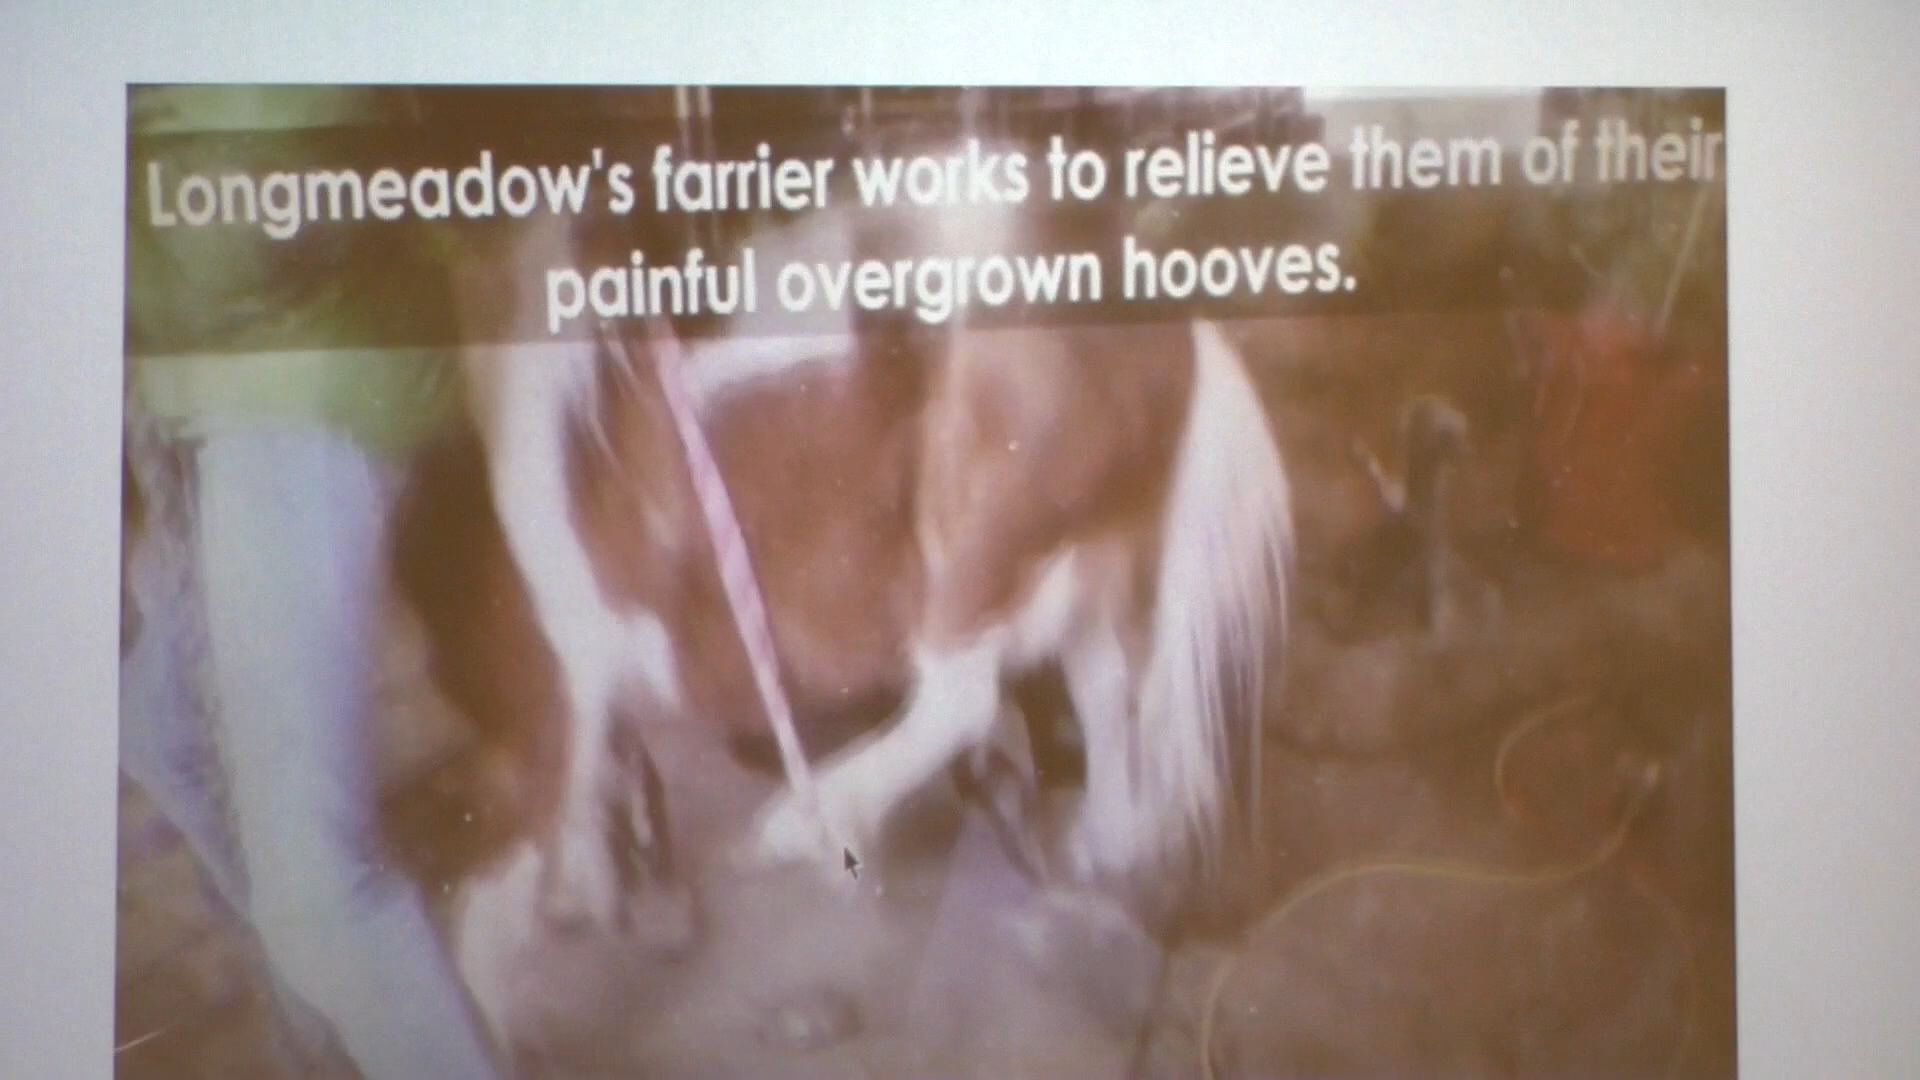 Longmeadow's farrier works to relieve them of their
painful overgrown hooves.